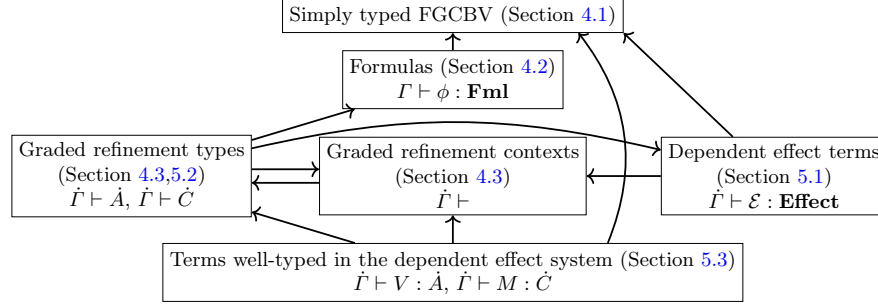 Simply typed FGCBV (Section 4.1)
Formulas (Section 4.2)
Γ ⊢ ϕ : Fml
Graded refinement types
(Section 4.3,5.2)
Γ̇ ⊢ Ȧ, Γ̇ ⊢ Ċ
Graded refinement contexts
(Section 4.3)
Γ̇ ⊢
Dependent effect terms
(Section 5.1)
Γ̇ ⊢ ℰ : Effect
Terms well-typed in the dependent effect system (Section 5.3)
Γ̇ ⊢ V : Ȧ, Γ̇ ⊢ M : Ċ